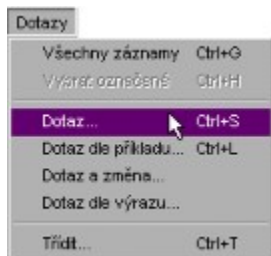 Dotazy
Všechny záznamy Ctrl+G
Vybrat označené Ctrl+H
Dotaz... Ctrl+S
Dotaz dle příkladu... Ctrl+L
Dotaz a změna...
Dotaz dle výrazu...
Třídit... Ctrl+T